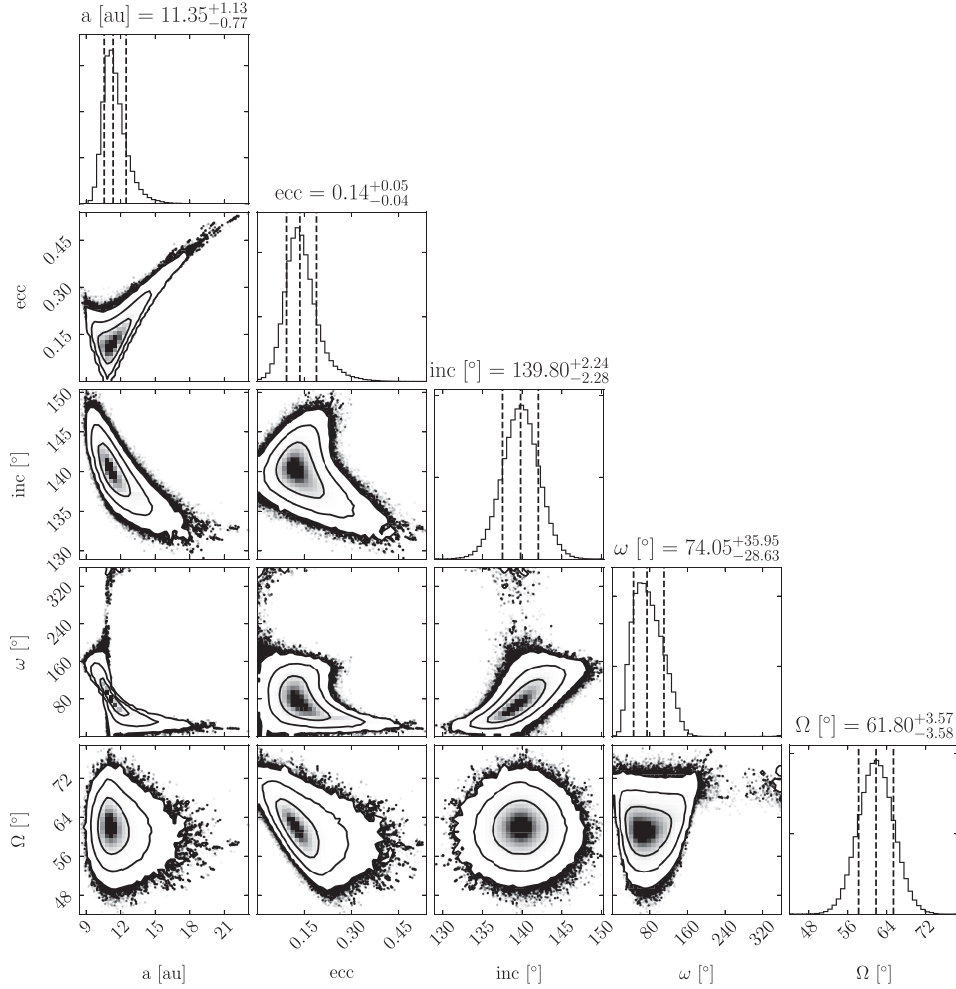 a [au] = 11.35+1.13 −0.77
ecc = 0.14+0.05 −0.04
ecc
0.45
0.30
0.15
inc [°] = 139.80+2.24 −2.28
inc [°]
150
145
140
135
130
ω [°] = 74.05+35.95 −28.63
ω [°]
320
240
160
80
Ω [°] = 61.80+3.57 −3.58
Ω [°]
72
64
56
48
9 12 15 18 21
0.15 0.30 0.45
130 135 140 145 150
80 160 240 320
48 56 64 72
a [au] ecc inc [°] ω [°] Ω [°]